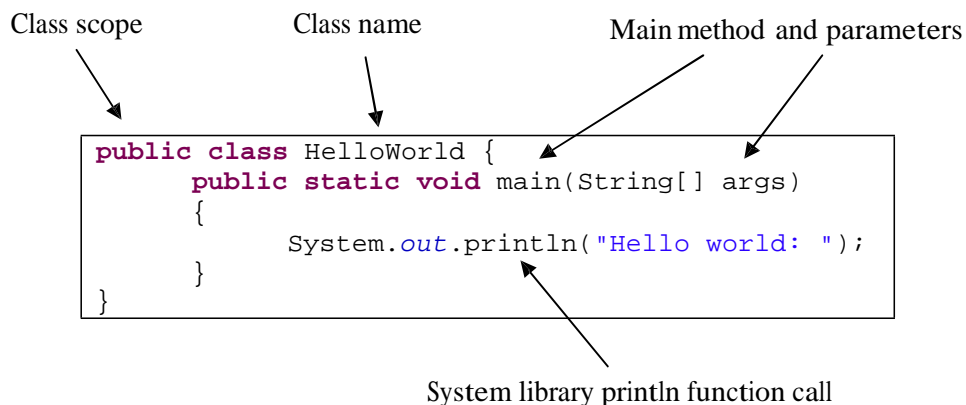 Class scope Class name Main method and parameters
public class HelloWorld {
public static void main(String[] args)
{
System.out.println("Hello world: ");
}
}
System library println function call